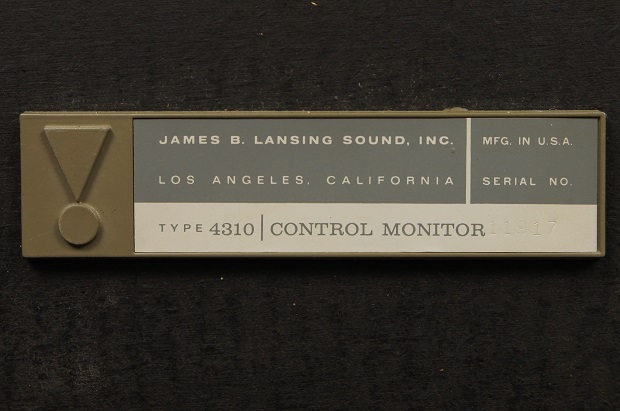 JAMES B. LANSING SOUND, INC.
LOS ANGELES, CALIFORNIA
MFG. IN U.S.A.
SERIAL NO.
TYPE 4310 | CONTROL MONITOR